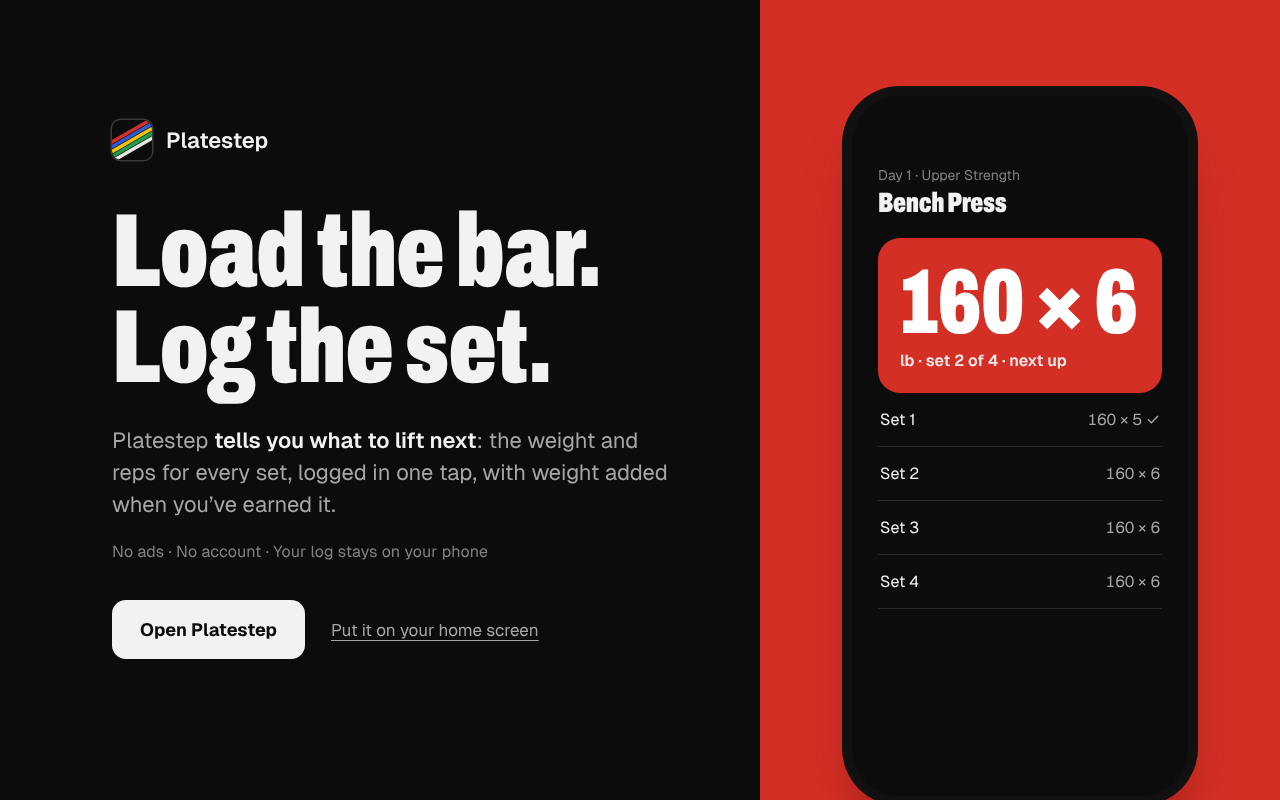 Platestep
Load the bar.
Log the set.
Platestep tells you what to lift next: the weight and
reps for every set, logged in one tap, with weight added
when you’ve earned it.
No ads · No account · Your log stays on your phone
Open Platestep
Put it on your home screen
Day 1 · Upper Strength
Bench Press
160 × 6
lb · set 2 of 4 · next up
Set 1 160 × 5 ✓
Set 2 160 × 6
Set 3 160 × 6
Set 4 160 × 6